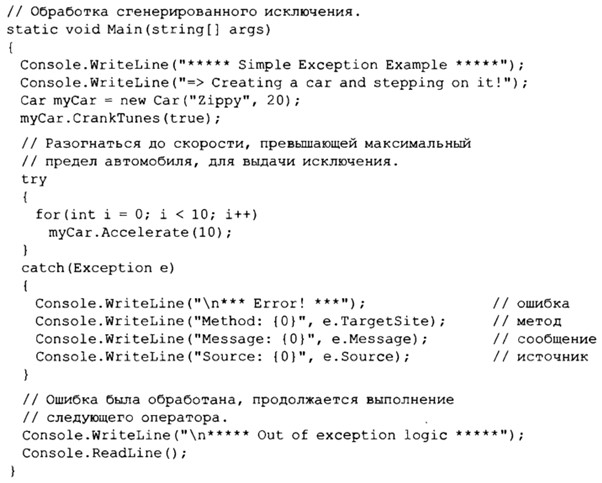 // Обработка сгенерированного исключения.
static void Main(string[] args)
{
  Console.WriteLine("***** Simple Exception Example *****");
  Console.WriteLine("=> Creating a car and stepping on it!");
  Car myCar = new Car("Zippy", 20);
  myCar.CrankTunes(true);
  // Разогнаться до скорости, превышающей максимальный
  // предел автомобиля, для выдачи исключения.
  try
  {
    for(int i = 0; i < 10; i++)
      myCar.Accelerate(10);
  }
  catch(Exception e)
  {
    Console.WriteLine("\n*** Error! ***"); // ошибка
    Console.WriteLine("Method: {0}", e.TargetSite); // метод
    Console.WriteLine("Message: {0}", e.Message); // сообщение
    Console.WriteLine("Source: {0}", e.Source); // источник
  }
  // Ошибка была обработана, продолжается выполнение
  // следующего оператора.
  Console.WriteLine("\n***** Out of exception logic *****");
  Console.ReadLine();
}